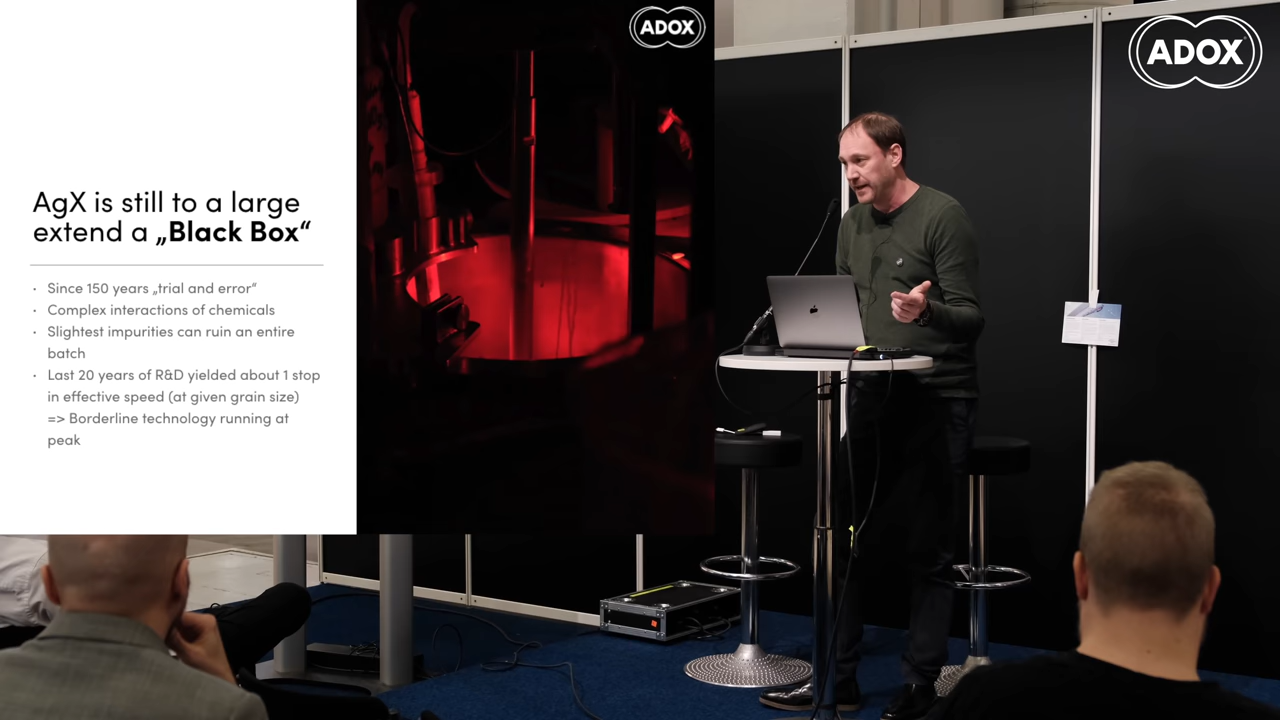 AgX is still to a large
extend a „Black Box“
· Since 150 years „trial and error“
· Complex interactions of chemicals
· Slightest impurities can ruin an entire
batch
· Last 20 years of R&D yielded about 1 stop
in effective speed (at given grain size)
=> Borderline technology running at
peak
ADOX
ADOX